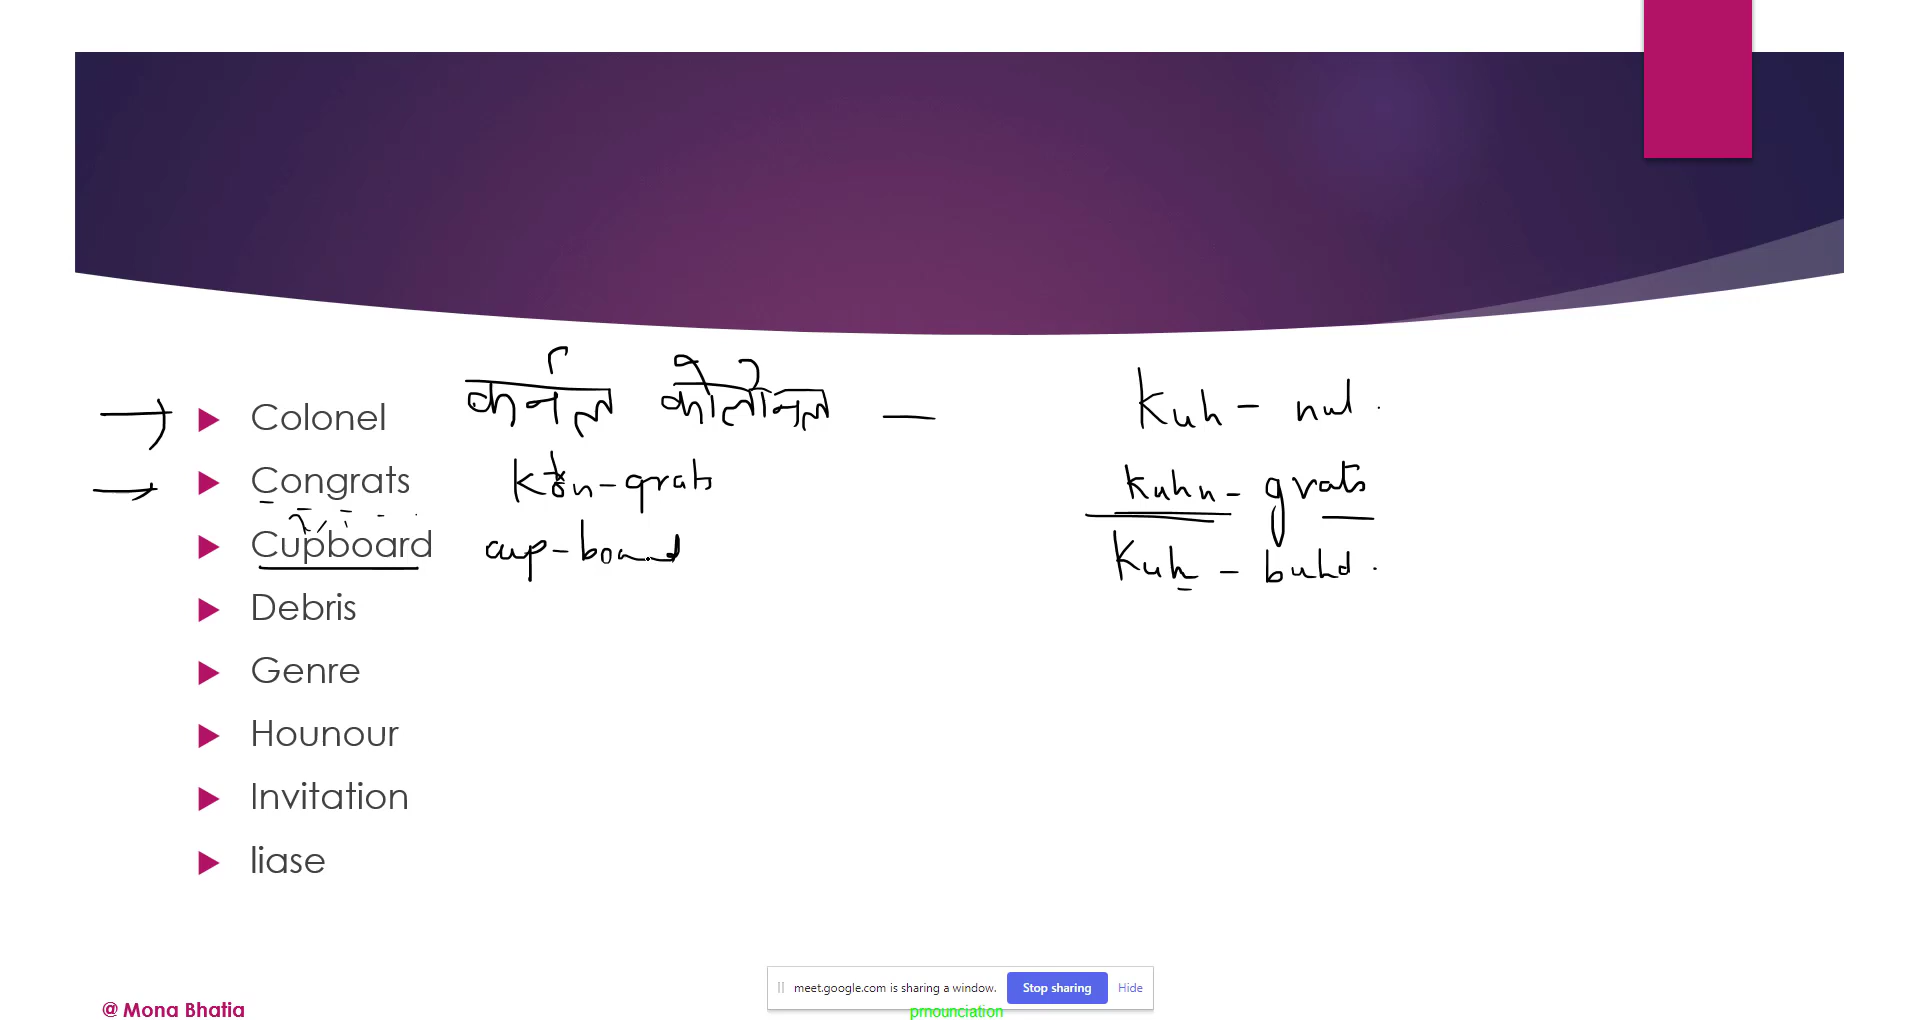 Colonel कर्नल कोलोनल — Kuh - nul.
Congrats Kon - grats kuhn - grats
Cupboard cup - board Kuh - buhd.
Debris
Genre
Hounour
Invitation
liase
meet.google.com is sharing a window. Stop sharing Hide
@ Mona Bhatia prnounciation